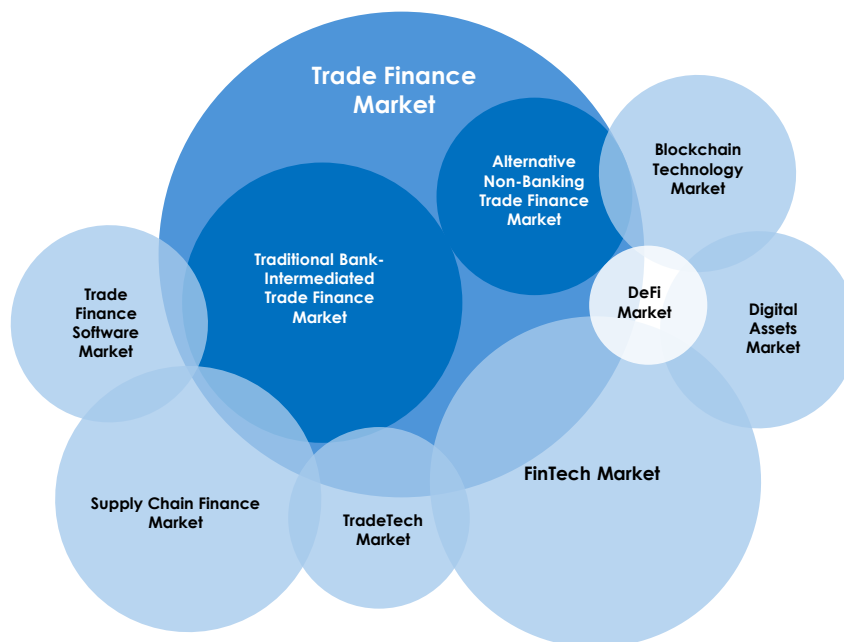 Trade Finance
Market
Alternative
Non-Banking
Trade Finance
Market
Blockchain
Technology
Market
Traditional Bank-
Intermediated
Trade Finance
Market
Trade
Finance
Software
Market
DeFi
Market
Digital
Assets
Market
FinTech Market
Supply Chain Finance
Market
TradeTech
Market